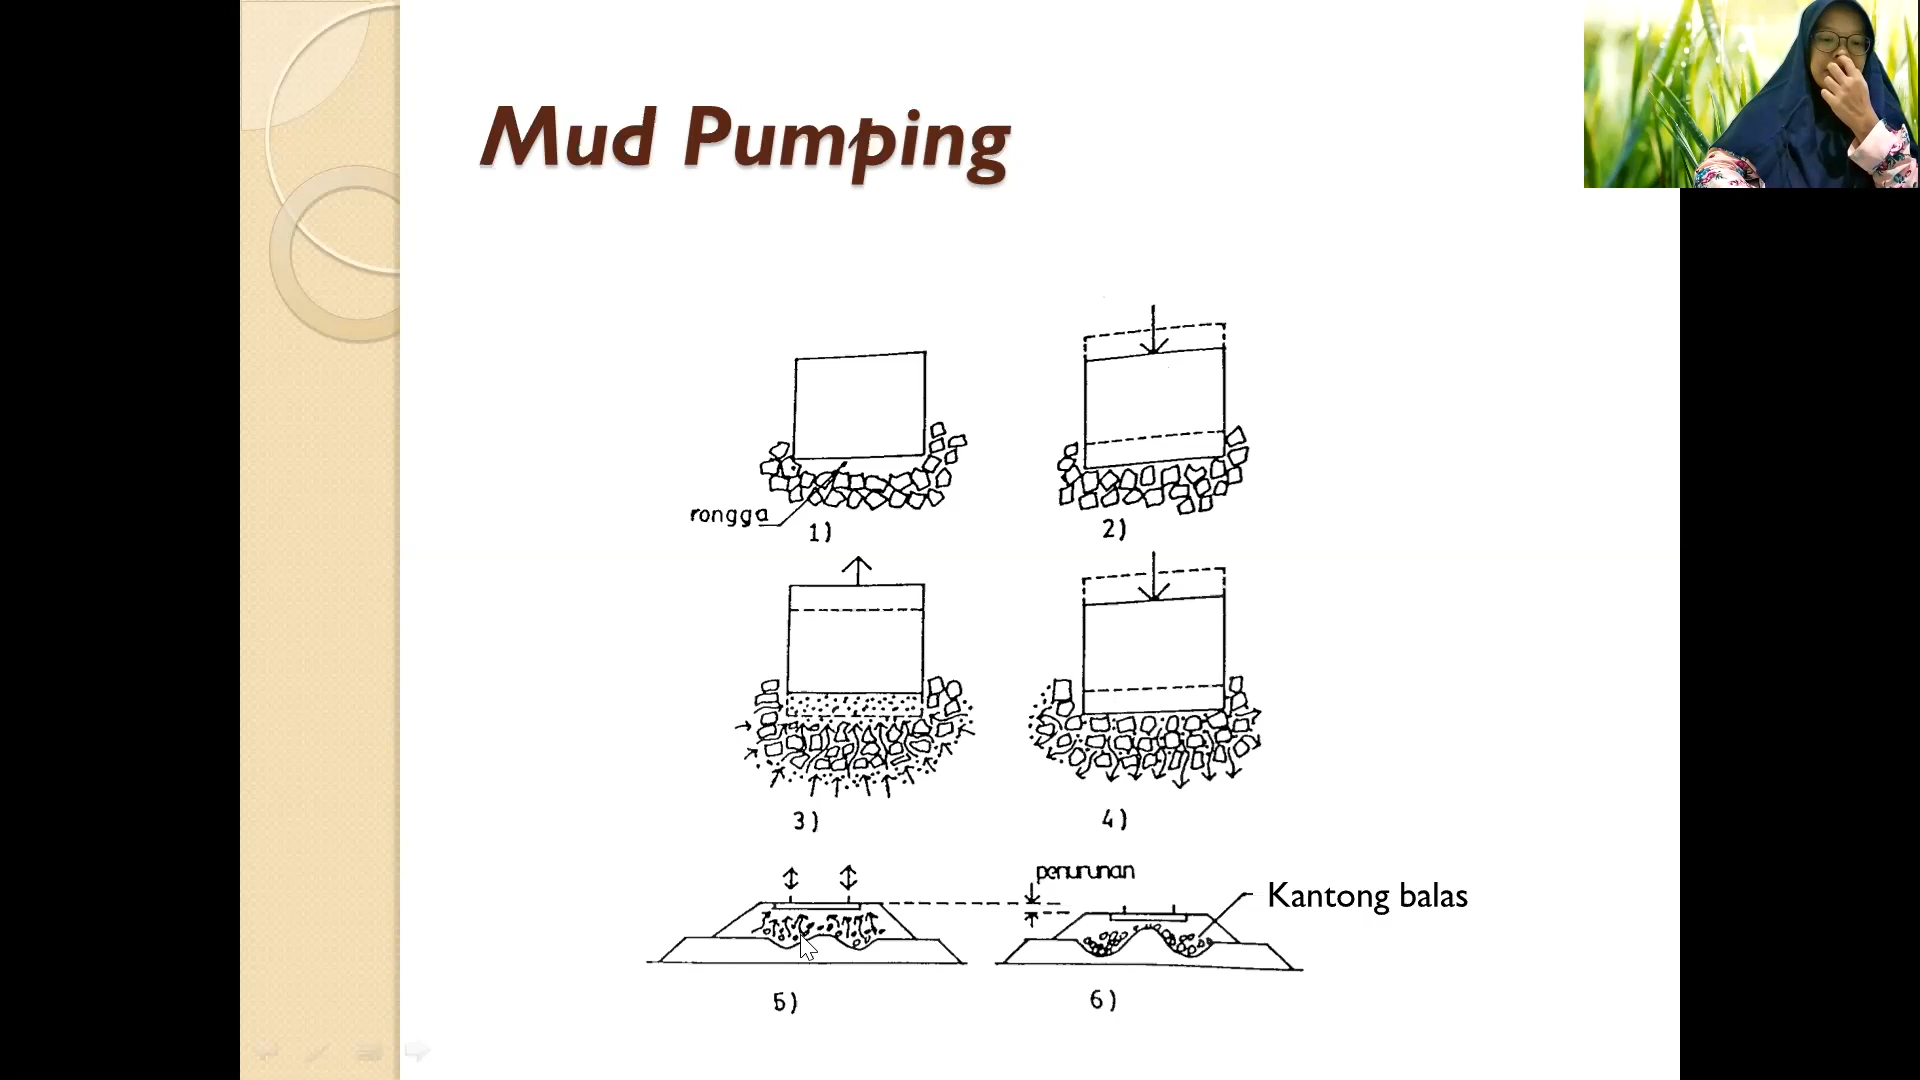 Mud Pumping
rongga
1)
2)
3)
4)
penurunan
Kantong balas
5)
6)